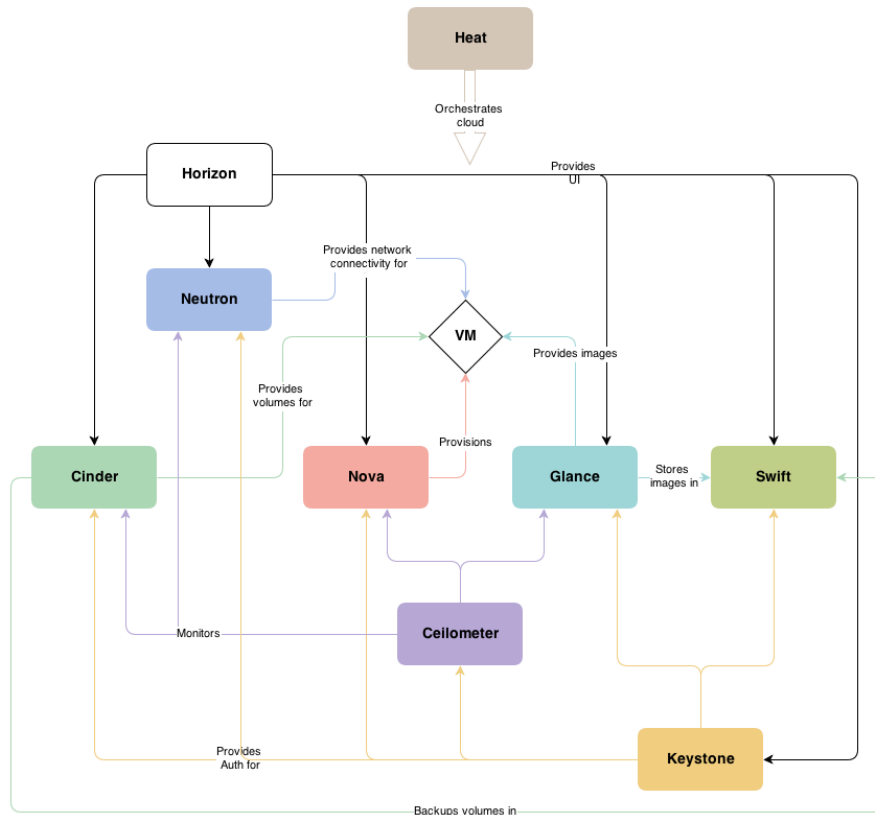 Heat
Orchestrates
cloud
Provides
UI
Horizon
Provides network
connectivity for
Neutron
VM
Provides images
Provides
volumes for
Provisions
Cinder
Nova
Glance
Stores
images in
Swift
Ceilometer
Monitors
Provides
Auth for
Keystone
Backups volumes in